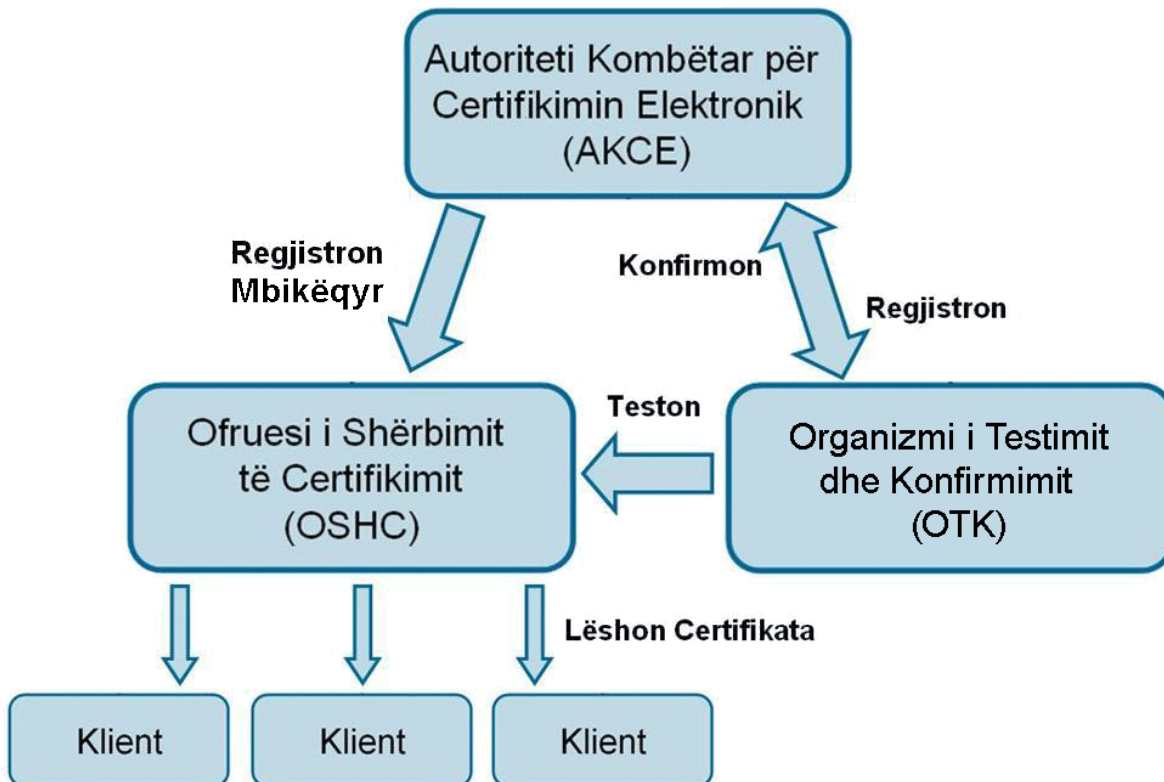 Autoriteti Kombëtar për
Certifikimin Elektronik
(AKCE)
Regjistron
Mbikëqyr
Konfirmon
Regjistron
Ofruesi i Shërbimit
të Certifikimit
(OSHC)
Teston
Organizmi i Testimit
dhe Konfirmimit
(OTK)
Lëshon Certifikata
Klient
Klient
Klient